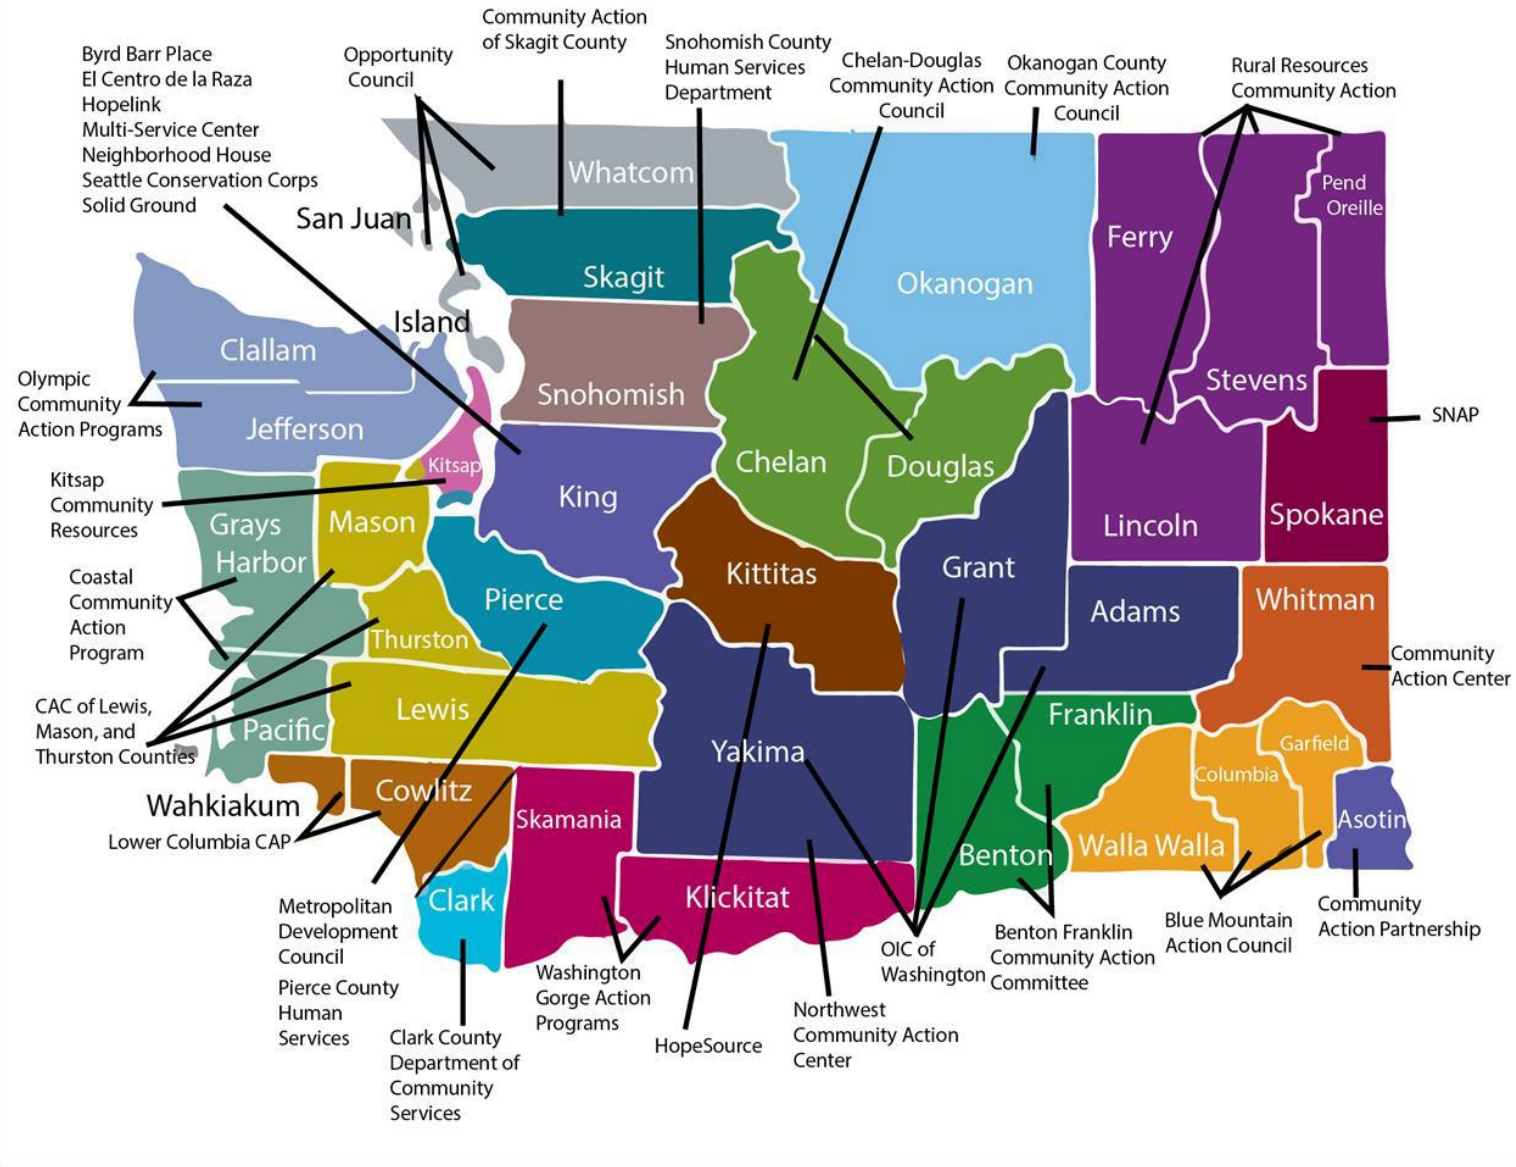 Community Action
of Skagit County
Byrd Barr Place
El Centro de la Raza
Hopelink
Multi-Service Center
Neighborhood House
Seattle Conservation Corps
Solid Ground
Opportunity
Council
Snohomish County
Human Services
Department
Chelan-Douglas
Community Action
Council
Okanogan County
Community Action
Council
Rural Resources
Community Action
Whatcom
San Juan
Skagit
Island
Clallam
Jefferson
Snohomish
Okanogan
Ferry
Pend
Oreille
Stevens
Olympic
Community
Action Programs
SNAP
Kitsap
Chelan
Douglas
King
Lincoln
Spokane
Kitsap
Community
Resources
Grays
Harbor
Mason
Kittitas
Grant
Adams
Whitman
Pierce
Thurston
Coastal
Community
Action
Program
Community
Action Center
CAC of Lewis,
Mason, and
Thurston Counties
Pacific
Lewis
Yakima
Franklin
Garfield
Columbia
Wahkiakum
Cowlitz
Skamania
Asotin
Lower Columbia CAP
Benton
Walla Walla
Clark
Klickitat
Metropolitan
Development
Council
Pierce County
Human
Services
Clark County
Department of
Community
Services
Washington
Gorge Action
Programs
HopeSource
Northwest
Community Action
Center
OIC of
Washington
Benton Franklin
Community Action
Committee
Blue Mountain
Action Council
Community
Action Partnership